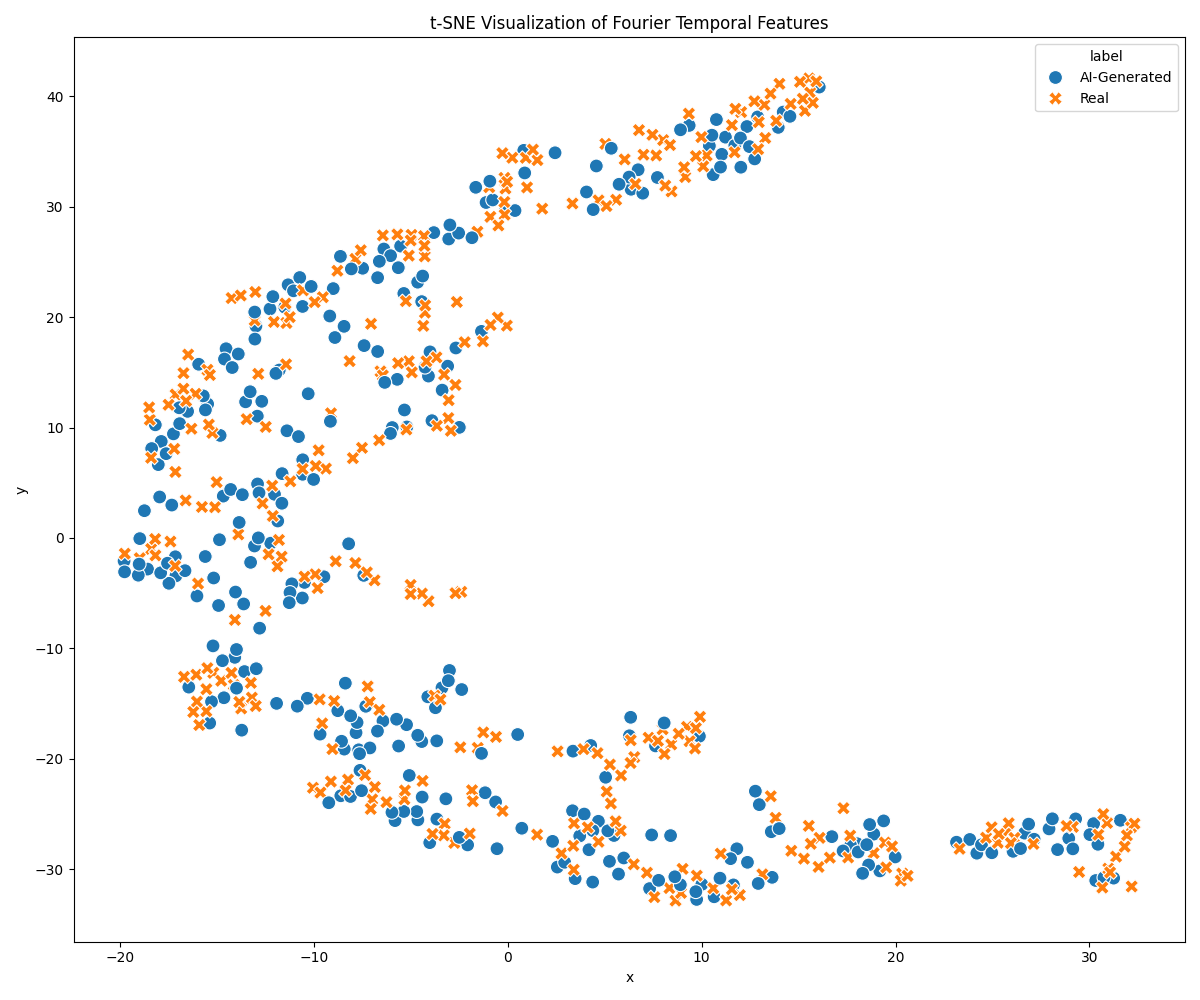 t-SNE Visualization of Fourier Temporal Features
label
AI-Generated
Real
40
30
20
10
0
−10
−20
−30
y
−20
−10
0
10
20
30
x